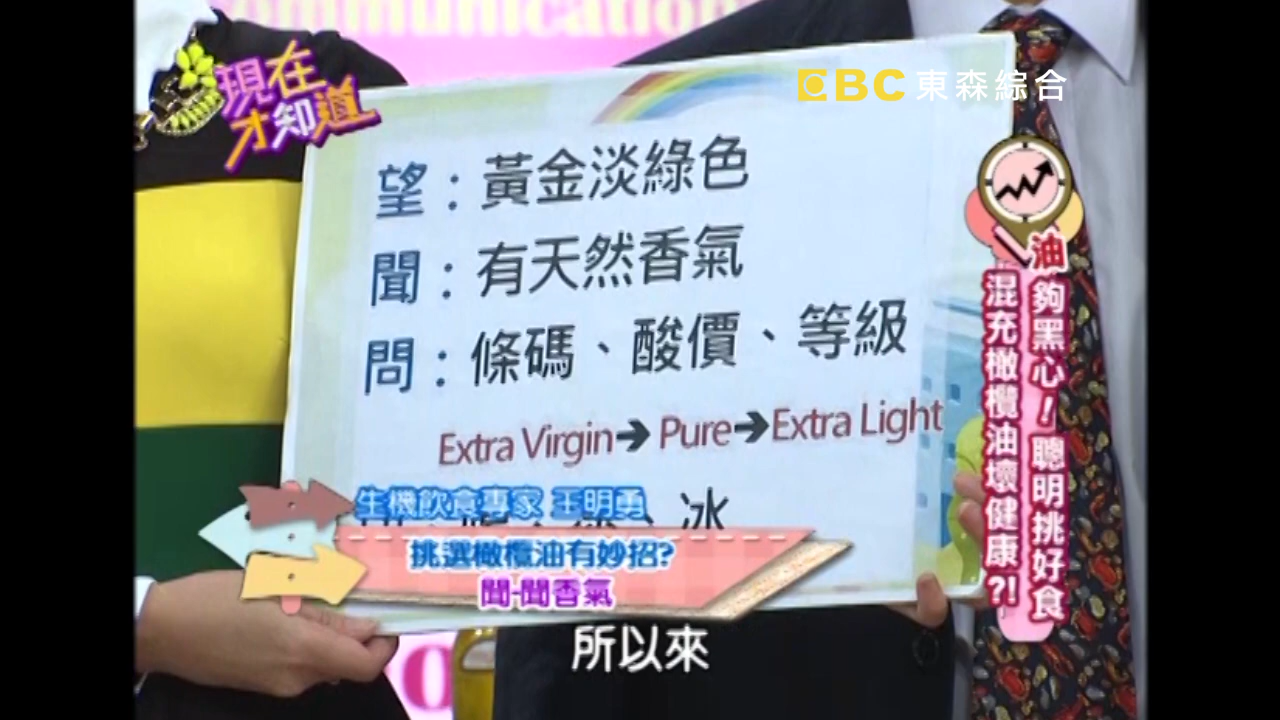 ommunication
現在
才知道
EBC 東森綜合
望：黃金淡綠色
聞：有天然香氣
問：條碼、酸價、等級
Extra Virgin→Pure→Extra Light
冰
油夠黑心！聰明挑好食
混充橄欖油壞健康?!
生機飲食專家 王明勇
挑選橄欖油有妙招?
聞一聞香氣
所以來